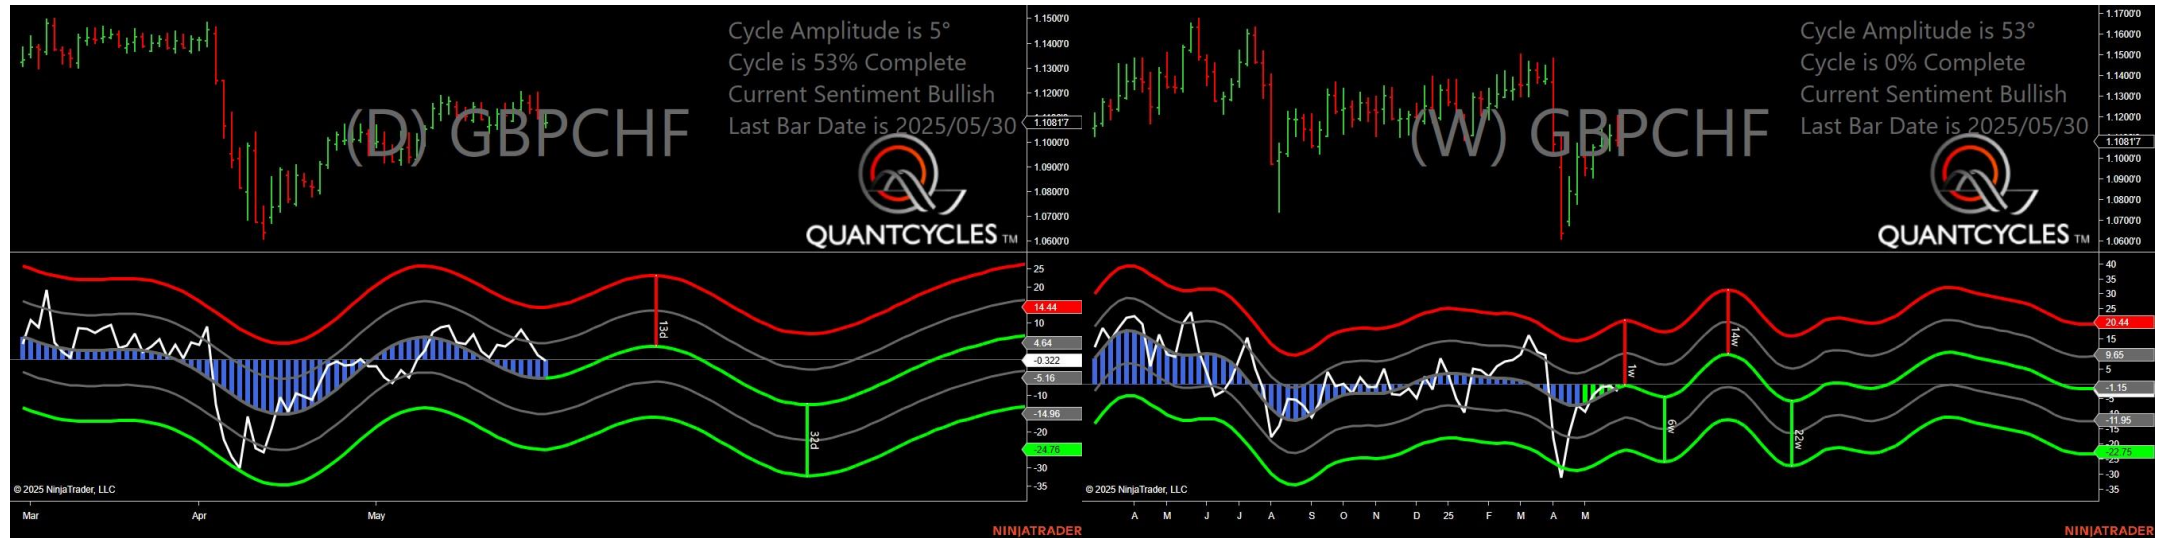 Cycle Amplitude is 5°
Cycle is 53% Complete
Current Sentiment Bullish
Last Bar Date is 2025/05/30
(D) GBPCHF
QUANTCYCLES TM
1.1500'0
1.1400'0
1.1300'0
1.1200'0
1.1081'7
1.1000'0
1.0900'0
1.0800'0
1.0700'0
1.0600'0
25
20
14.44
10
4.64
-0.322
-5.16
-10
-14.96
-20
-24.76
-30
-35
13d
32d
© 2025 NinjaTrader, LLC
Mar
Apr
May
NINJATRADER
Cycle Amplitude is 53°
Cycle is 0% Complete
Current Sentiment Bullish
Last Bar Date is 2025/05/30
(W) GBPCHF
QUANTCYCLES TM
1.1700'0
1.1600'0
1.1500'0
1.1400'0
1.1300'0
1.1200'0
1.1081'7
1.1000'0
1.0900'0
1.0800'0
1.0700'0
1.0600'0
40
35
30
25
20.44
15
9.65
5
-1.15
-5
-11.95
-15
-22.75
-30
-35
1w
14w
6w
22w
© 2025 NinjaTrader, LLC
A M J J A S O N D 25 F M A M
NINJATRADER